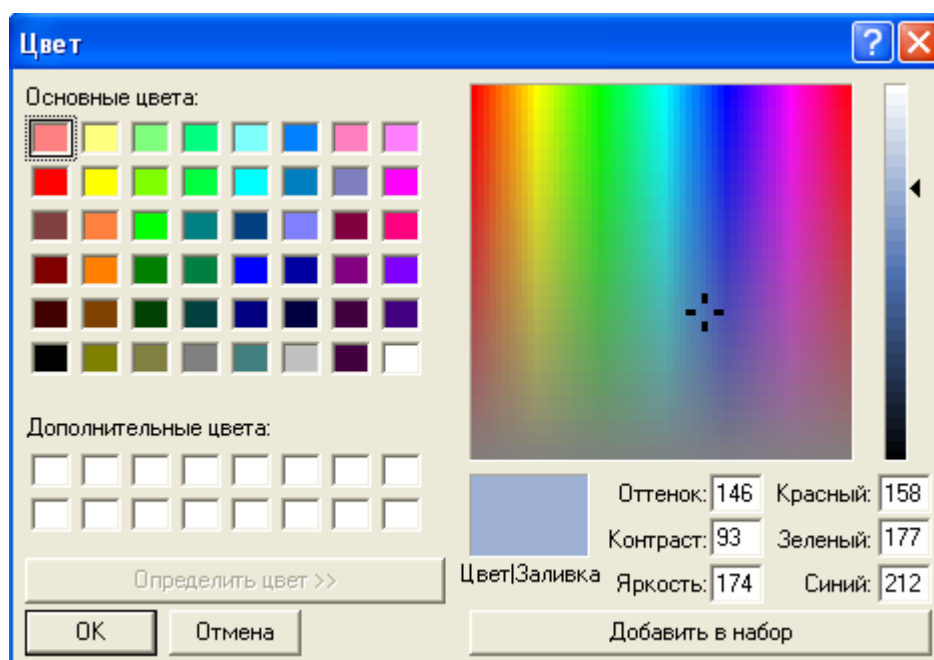 Цвет
Основные цвета:
Дополнительные цвета:
Определить цвет >>
OK
Отмена
Цвет|Заливка
Оттенок: 146 Красный: 158
Контраст: 93 Зеленый: 177
Яркость: 174 Синий: 212
Добавить в набор